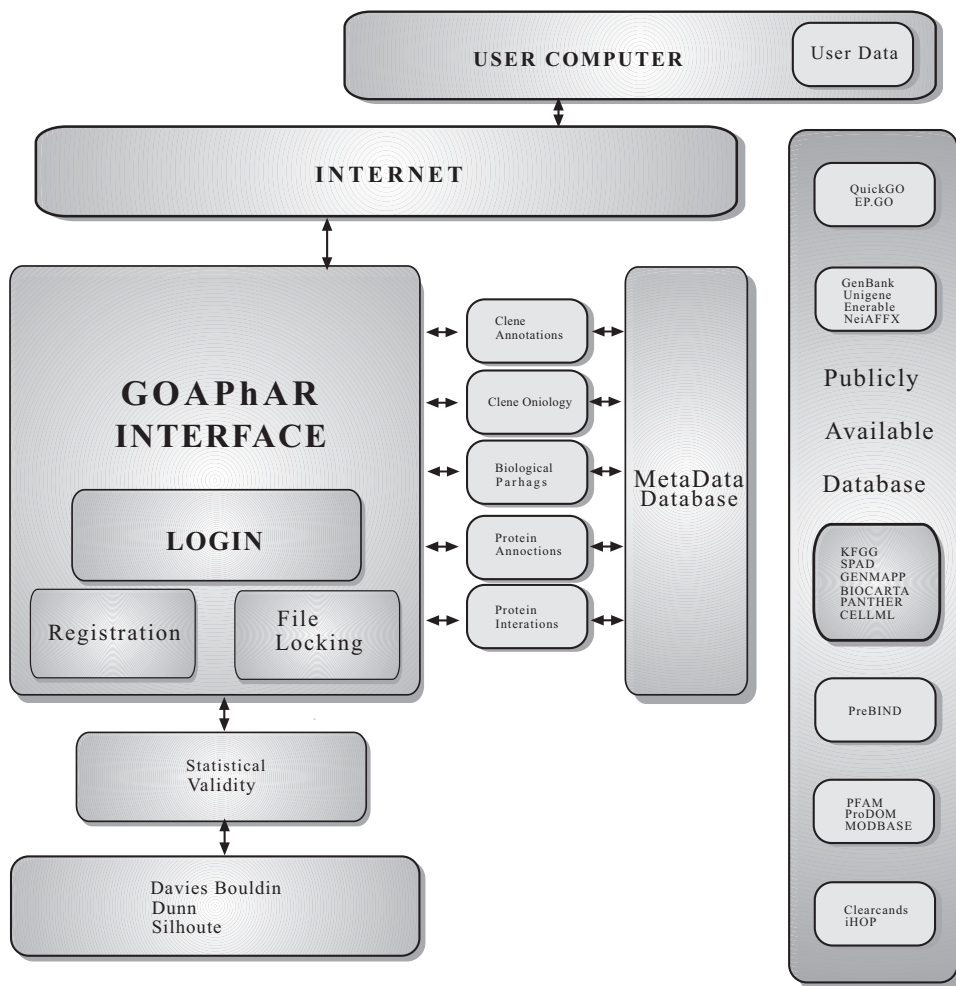 USER COMPUTER
User Data
INTERNET
GOAPhAR
INTERFACE
LOGIN
Registration
File
Locking
Clene
Annotations
Clene Oniology
Biological
Parhags
Protein
Annoctions
Protein
Interations
MetaData
Database
Statistical
Validity
Davies Bouldin
Dunn
Silhoute
QuickGO
EP.GO
GenBank
Unigene
Enerable
NeiAFFX
Publicly
Available
Database
KFGG
SPAD
GENMAPP
BIOCARTA
PANTHER
CELLML
PreBIND
PFAM
ProDOM
MODBASE
Clearcands
iHOP